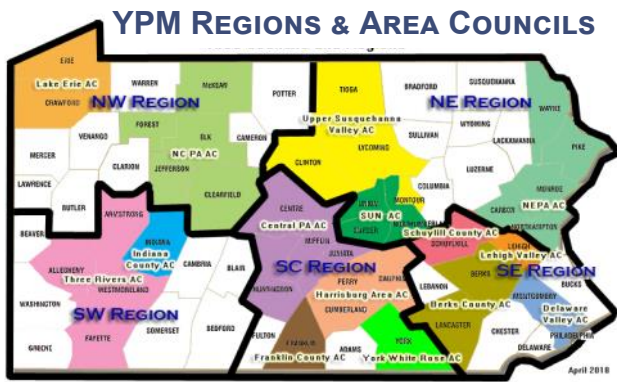 YPM REGIONS & AREA COUNCILS
ERIE
Lake Erie AC
CRAWFORD
WARREN
McKEAN
POTTER
NW REGION
FOREST
VENANGO
ELK
CAMERON
MERCER
NC PA AC
CLARION
JEFFERSON
LAWRENCE
CLEARFIELD
BUTLER
TIOGA
BRADFORD
SUSQUEHANNA
WAYNE
NE REGION
Upper Susquehanna
Valley AC
WYOMING
SULLIVAN
LYCOMING
LACKAWANNA
PIKE
CLINTON
LUZERNE
COLUMBIA
MONROE
MONTOUR
NEPA AC
CARBON
NORTHAMPTON
SUN AC
ARMSTRONG
BEAVER
INDIANA
Indiana
County AC
CAMBRIA
BLAIR
ALLEGHENY
Three Rivers AC
WESTMORELAND
WASHINGTON
SW REGION
FAYETTE
SOMERSET
BEDFORD
GREENE
CENTRE
Central PA AC
MIFFLIN
JUNIATA
SC REGION
PERRY
DAUPHIN
HUNTINGDON
Harrisburg Area AC
CUMBERLAND
FULTON
FRANKLIN
ADAMS
YORK
Franklin County AC
York White Rose AC
Schuylkill County AC
SCHUYLKILL
LEHIGH
Lehigh Valley AC
SE REGION
BERKS
LEBANON
BUCKS
MONTGOMERY
Berks County AC
Delaware
Valley AC
LANCASTER
CHESTER
PHILADELPHIA
DELAWARE
April 2018